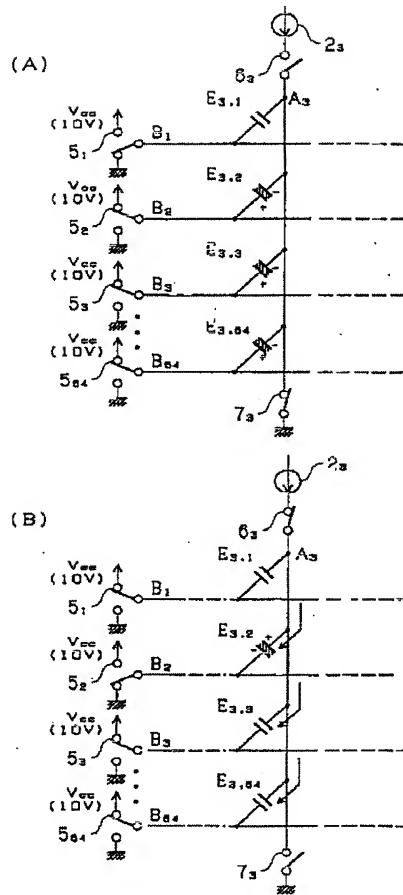 (A)
2₃
6₃
Vcc
(10V)
5₁
B₁
E₃.₁
A₃
Vcc
(10V)
5₂
B₂
E₃.₂
- +
Vcc
(10V)
5₃
B₃
E₃.₃
- +
Vcc
(10V)
5₆₄
B₆₄
E₃.₆₄
- +
7₃
(B)
2₃
6₃
Vcc
(10V)
5₁
B₁
E₃.₁
A₃
Vcc
(10V)
5₂
B₂
E₃.₂
+ -
Vcc
(10V)
5₃
B₃
E₃.₃
Vcc
(10V)
5₆₄
B₆₄
E₃,₆₄
7₃